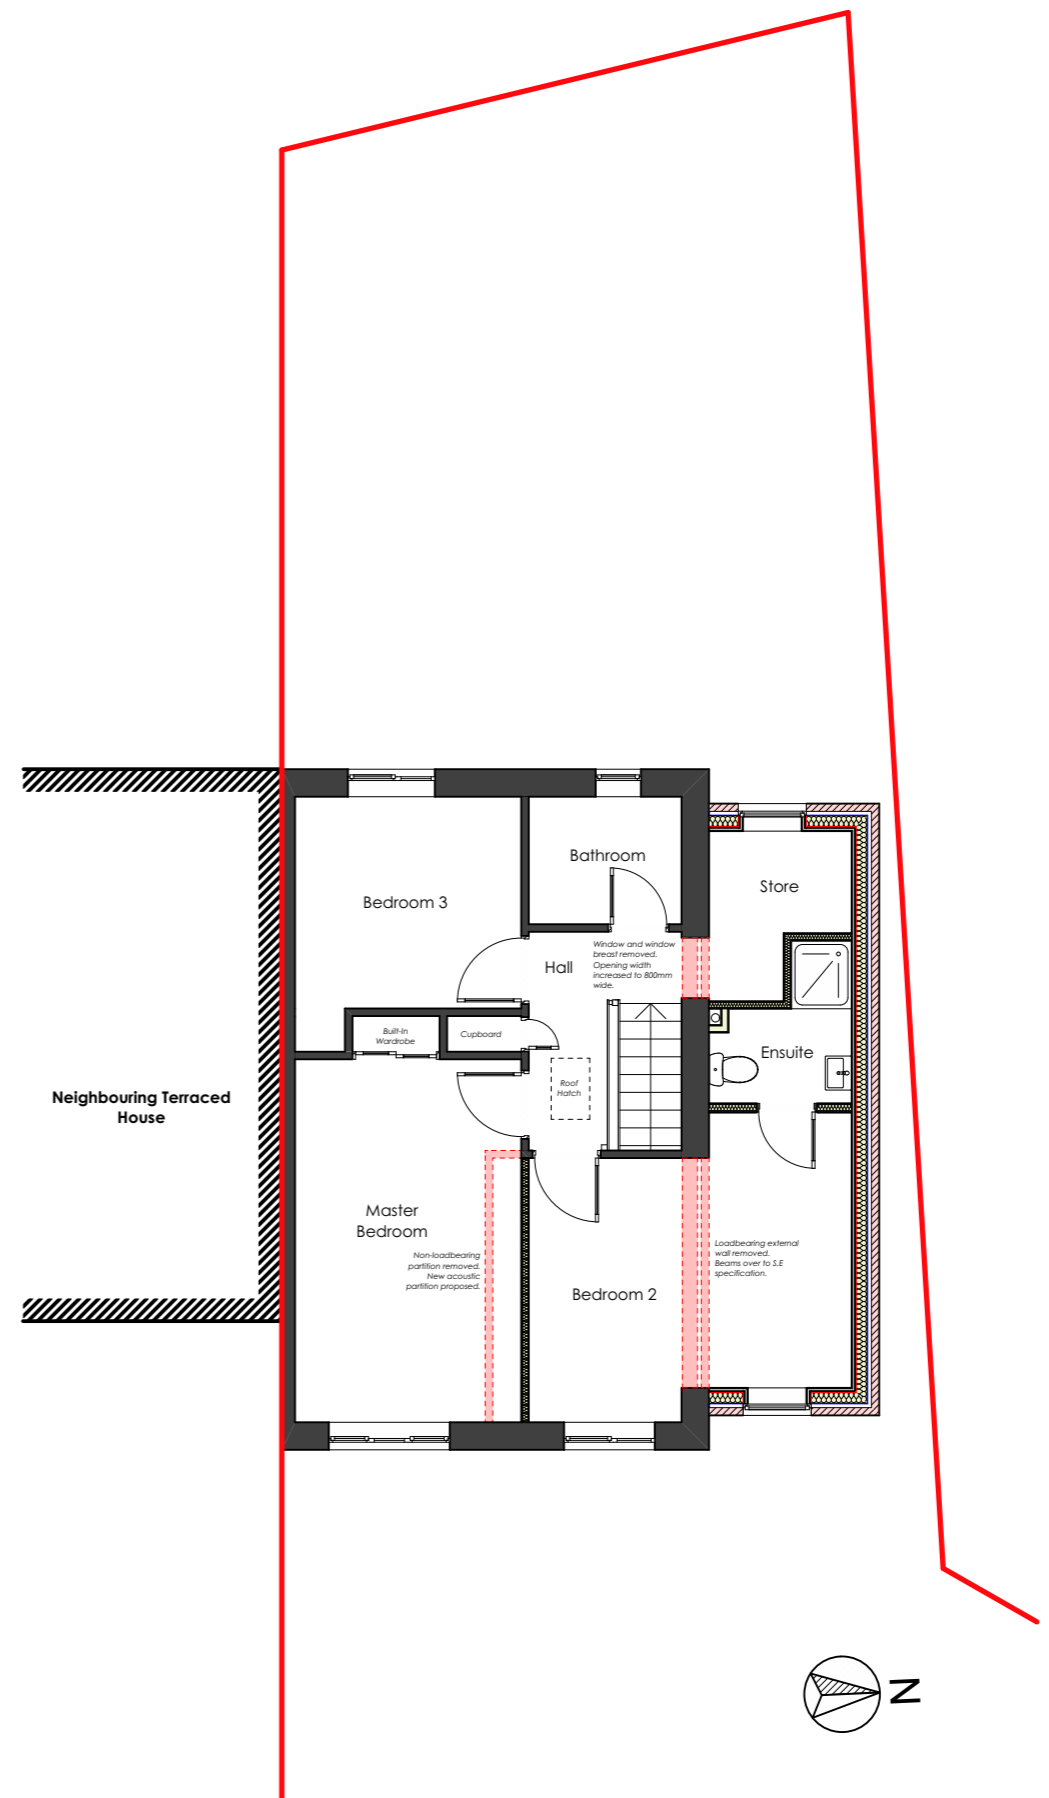 Bathroom
Store
Bedroom 3
Window and window
breast removed.
Opening width
increased to 800mm
wide.
Hall
Built-In
Wardrobe
Cupboard
Ensuite
Roof
Hatch
Neighbouring Terraced
House
Master
Bedroom
Non-loadbearing
partition removed.
New acoustic
partition proposed.
Loadbearing external
wall removed.
Beams over to S.E
specification.
Bedroom 2
N